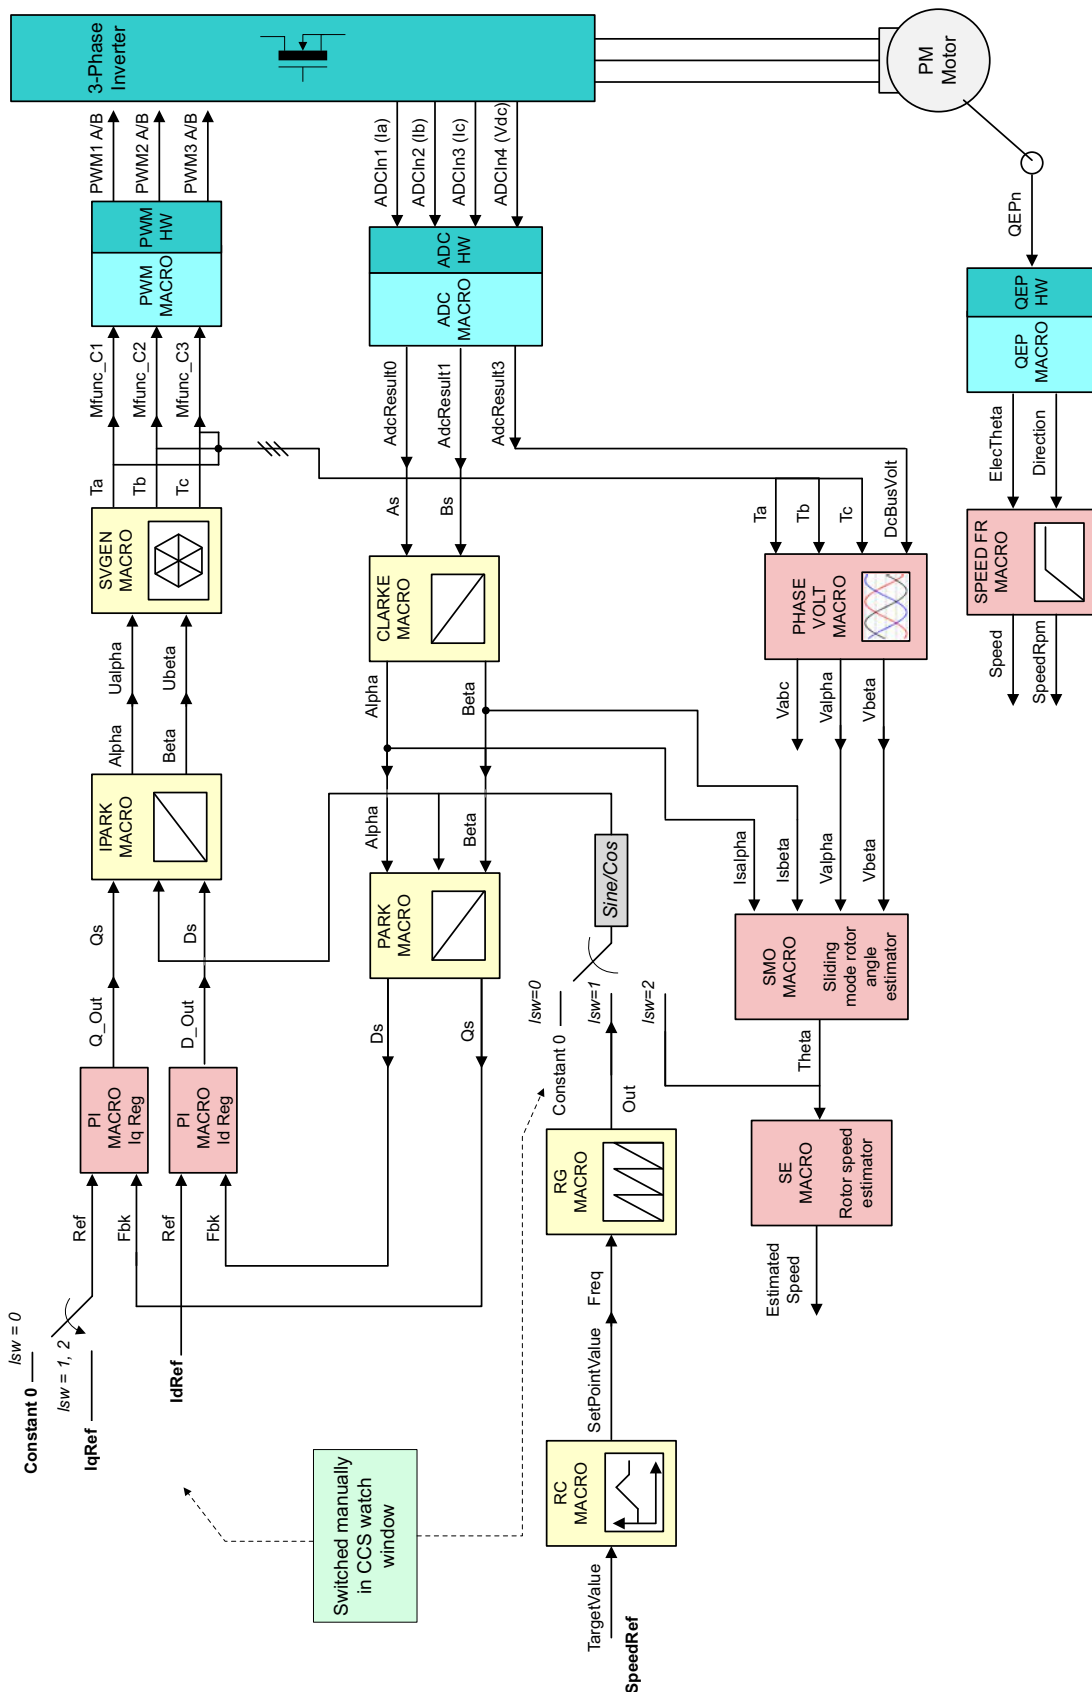 Constant 0
Isw = 0
Isw = 1, 2
IqRef
IdRef
Ref
Fbk
Ref
Fbk
PI
MACRO
Iq Reg
PI
MACRO
Id Reg
Q_Out
D_Out
Qs
Ds
IPARK
MACRO
Alpha
Beta
Ualpha
Ubeta
SVGEN
MACRO
Ta
Tb
Tc
Mfunc_C1
Mfunc_C2
Mfunc_C3
PWM
MACRO
PWM
HW
PWM1 A/B
PWM2 A/B
PWM3 A/B
3-Phase
Inverter
Switched manually
in CCS watch
window
Ds
Qs
PARK
MACRO
Alpha
Beta
Alpha
Beta
CLARKE
MACRO
As
Bs
AdcResult0
AdcResult1
AdcResult3
ADC
MACRO
ADC
HW
ADCIn1 (Ia)
ADCIn2 (Ib)
ADCIn3 (Ic)
ADCIn4 (Vdc)
TargetValue
SpeedRef
RC
MACRO
SetPointValue
Freq
RG
MACRO
Out
Constant 0
Isw=0
Isw=1
Isw=2
Sine/Cos
Estimated
Speed
SE
MACRO
Rotor speed
estimator
Theta
SMO
MACRO
Sliding
mode rotor
angle
estimator
Isalpha
Isbeta
Valpha
Vbeta
Vabc
Valpha
Vbeta
PHASE
VOLT
MACRO
Ta
Tb
Tc
DcBusVolt
Speed
SpeedRpm
SPEED FR
MACRO
ElecTheta
Direction
QEP
MACRO
QEP
HW
QEPn
PM
Motor